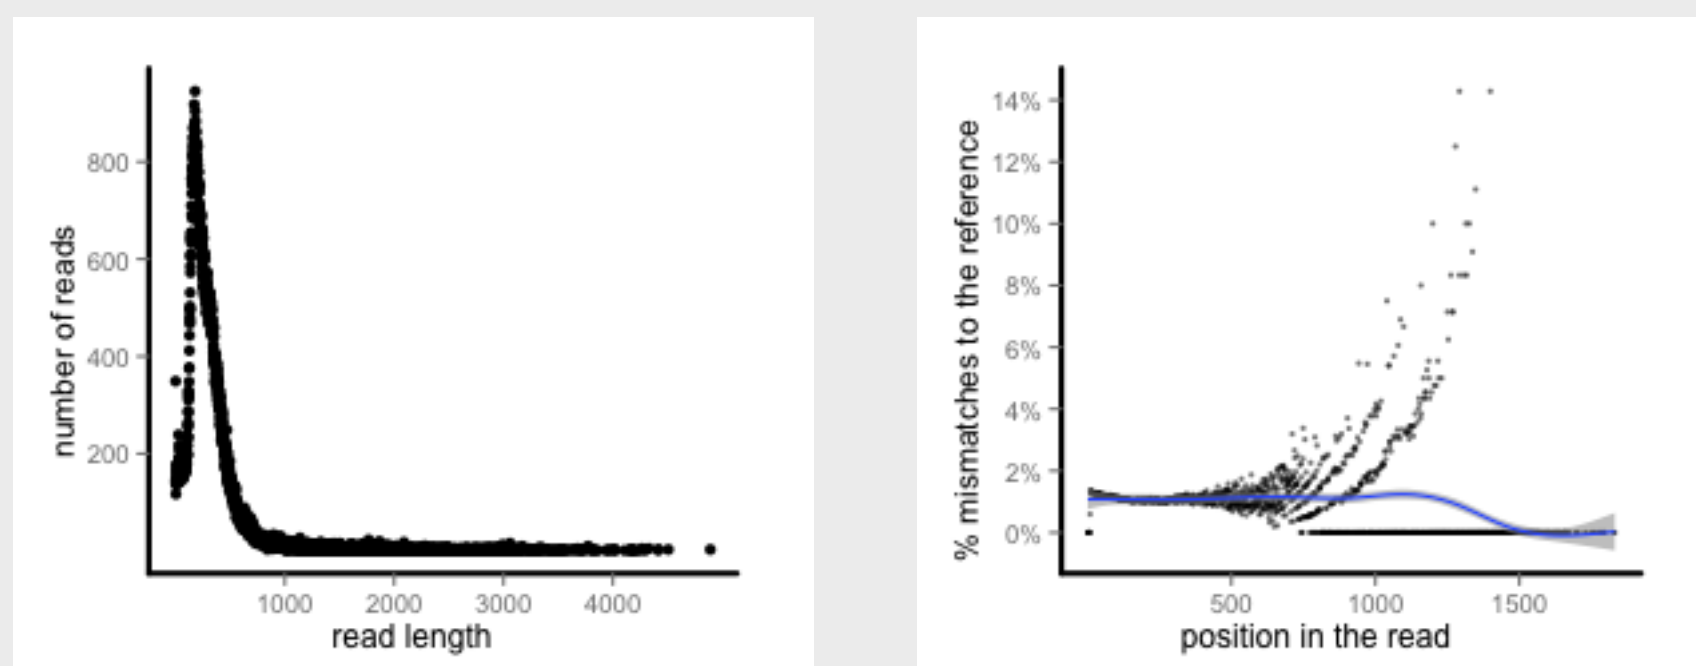 number of reads
800
600
400
200
1000 2000 3000 4000
read length
% mismatches to the reference
14%
12%
10%
8%
6%
4%
2%
0%
500 1000 1500
position in the read